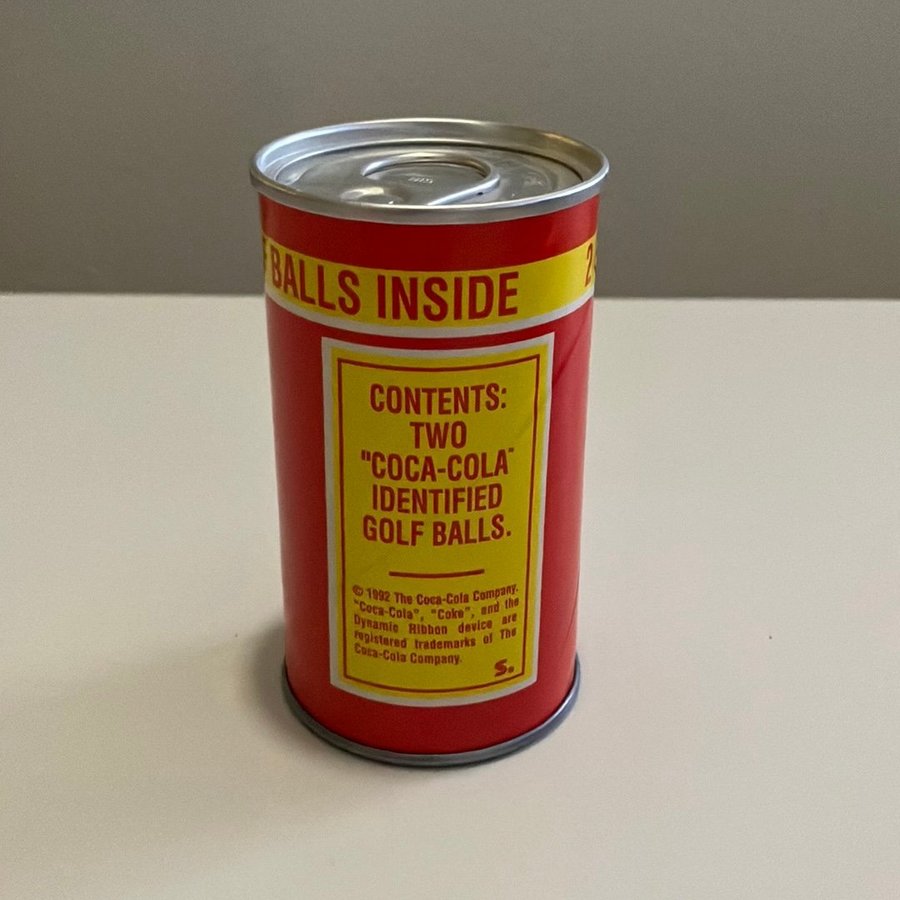 F BALLS INSIDE 2
CONTENTS:
TWO
"COCA-COLA"
IDENTIFIED
GOLF BALLS.
© 1992 The Coca-Cola Company.
"Coca-Cola", "Coke", and the
Dynamic Ribbon device are
registered trademarks of The
Coca-Cola Company.
S.